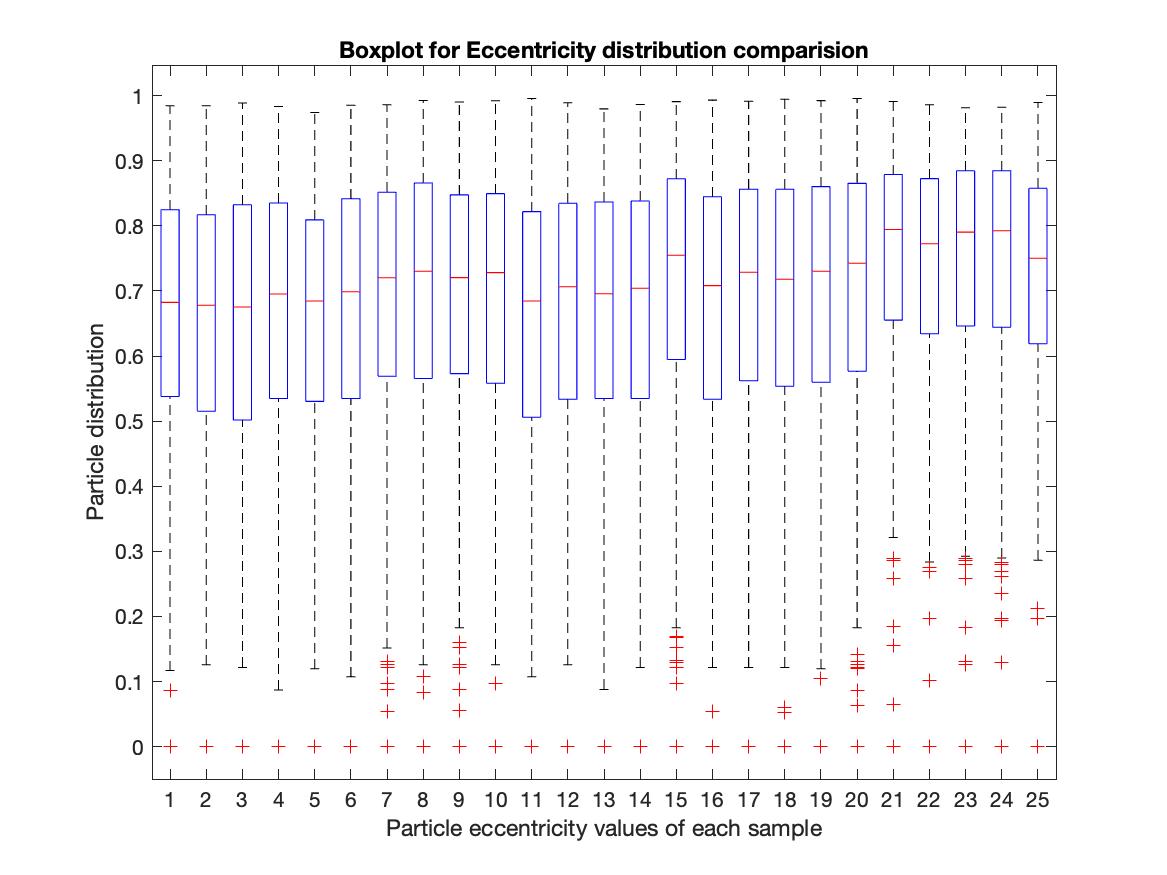 Boxplot for Eccentricity distribution comparision
1
0.9
0.8
0.7
0.6
0.5
0.4
0.3
0.2
0.1
0
Particle distribution
1 2 3 4 5 6 7 8 9 10 11 12 13 14 15 16 17 18 19 20 21 22 23 24 25
Particle eccentricity values of each sample